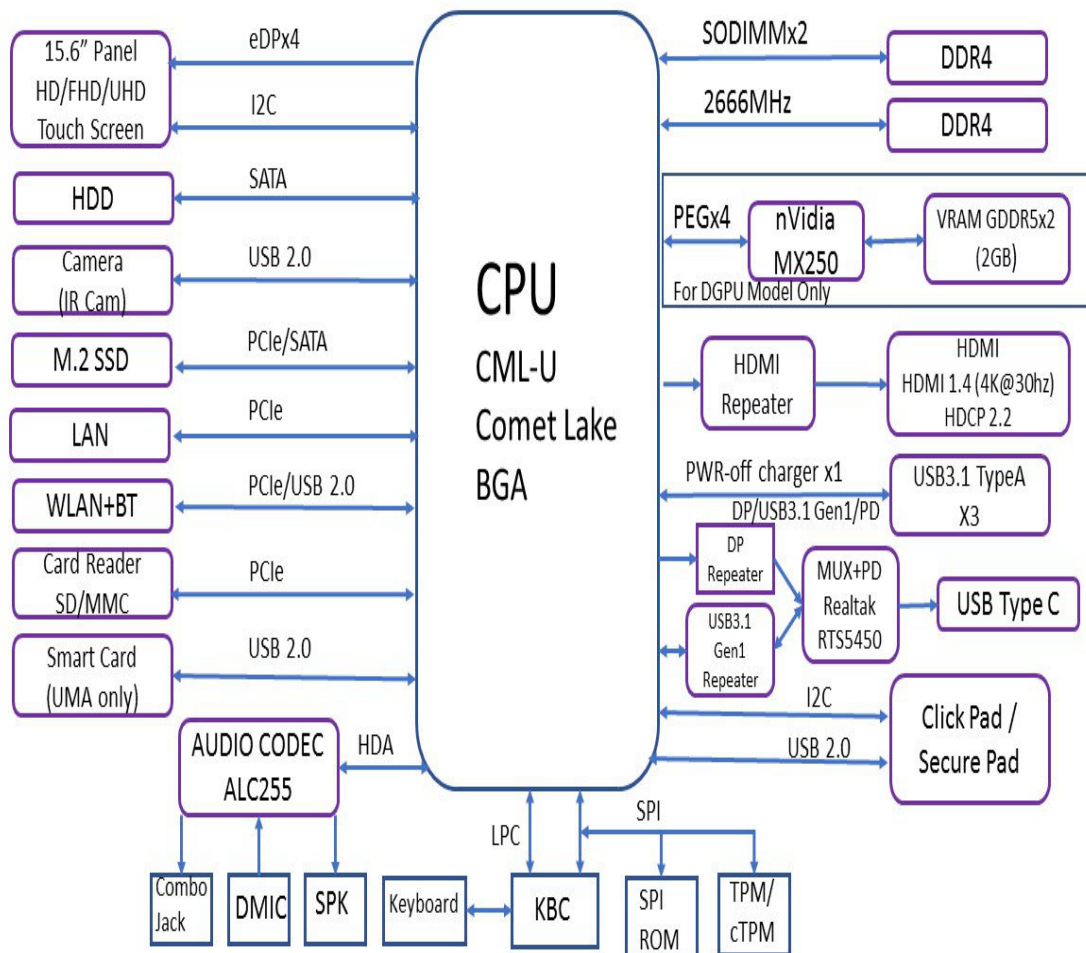 15.6” Panel
HD/FHD/UHD
Touch Screen
eDPx4
I2C
HDD
SATA
Camera
(IR Cam)
USB 2.0
M.2 SSD
PCIe/SATA
LAN
PCIe
WLAN+BT
PCIe/USB 2.0
Card Reader
SD/MMC
PCIe
Smart Card
(UMA only)
USB 2.0
AUDIO CODEC
ALC255
HDA
Combo
Jack
DMIC
SPK
CPU
CML-U
Comet Lake
BGA
SODIMMx2
DDR4
2666MHz
DDR4
PEGx4
nVidia
MX250
VRAM GDDR5x2
(2GB)
For DGPU Model Only
HDMI
Repeater
HDMI
HDMI 1.4 (4K@30hz)
HDCP 2.2
PWR-off charger x1
USB3.1 TypeA
X3
DP/USB3.1 Gen1/PD
DP
Repeater
USB3.1
Gen1
Repeater
MUX+PD
Realtak
RTS5450
USB Type C
I2C
USB 2.0
Click Pad /
Secure Pad
LPC
SPI
Keyboard
KBC
SPI
ROM
TPM/
cTPM